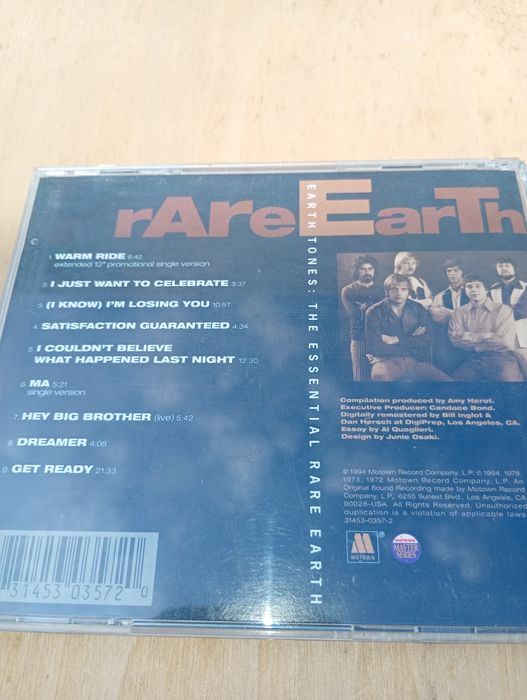 rAreEarTh
EARTH TONES: THE ESSENTIAL RARE EARTH
1. WARM RIDE 6:42
extended 12" promotional single version
2. I JUST WANT TO CELEBRATE 3:37
3. (I KNOW) I'M LOSING YOU 10:57
4. SATISFACTION GUARANTEED 4:34
5. I COULDN'T BELIEVE
WHAT HAPPENED LAST NIGHT 12:30
6. MA 5:21
single version
7. HEY BIG BROTHER (live) 5:42
8. DREAMER 4:08
9. GET READY 21:33
Compilation produced by Amy Herot.
Executive Producer: Candace Bond.
Digitally remastered by Bill Inglot &
Dan Hersch at DigiPrep, Los Angeles, CA.
Essay by Al Quaglieri.
Design by Junie Osaki.
℗ 1994 Motown Record Company, L.P. ℗ 1994, 1978,
1973, 1972 Motown Record Company, L.P. An
Original Sound Recording made by Motown Record
Company, L.P., 6255 Sunset Blvd., Los Angeles, CA
90028-USA. All Rights Reserved. Unauthorized
duplication is a violation of applicable laws.
31453-0357-2
M
MOTOWN
MOTOWN
MASTER
SERIES
31453 03572 0